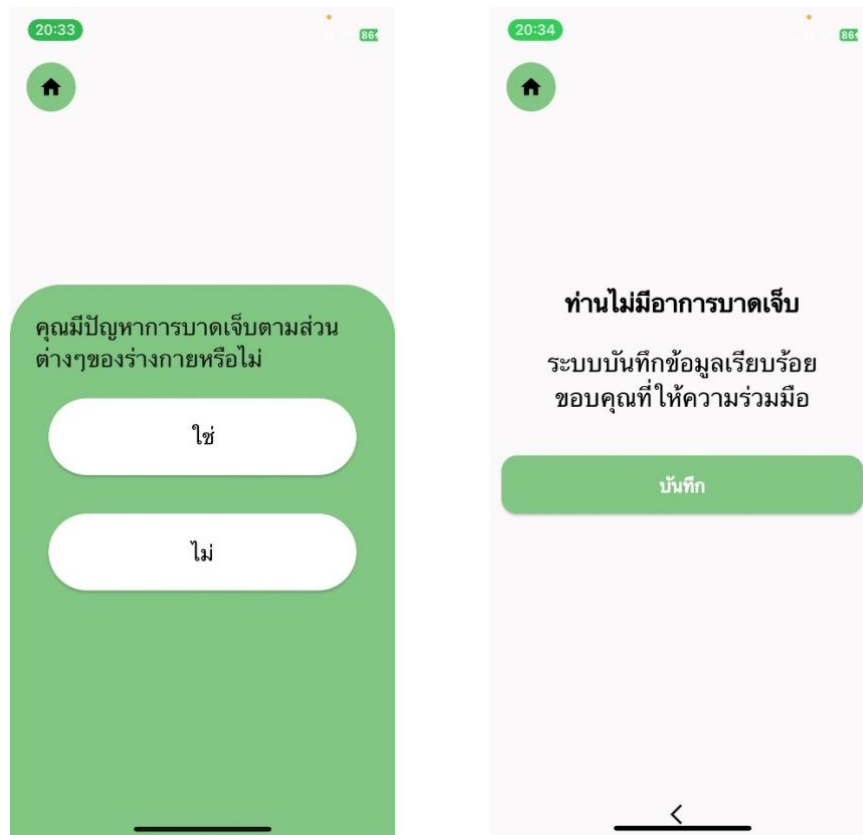 20:33
86
คุณมีปัญหาการบาดเจ็บตามส่วน
ต่างๆของร่างกายหรือไม่
ใช่
ไม่
20:34
86
ท่านไม่มีอาการบาดเจ็บ
ระบบบันทึกข้อมูลเรียบร้อย
ขอบคุณที่ให้ความร่วมมือ
บันทึก